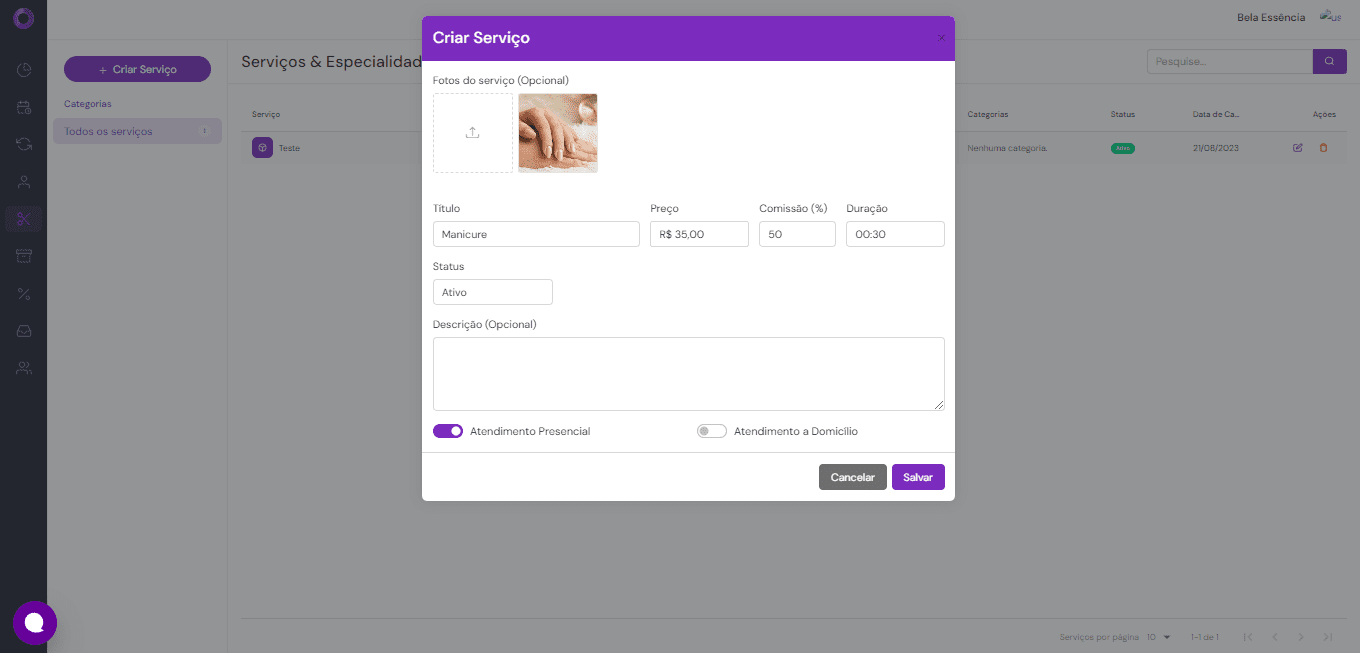 Bela Essência
Criar Serviço
+ Criar Serviço
Serviços & Especialidad
Pesquise...
Categorias
Todos os serviços 1
Serviço
Categorias
Status
Data de Ca...
Ações
Teste
Nenhuma categoria.
Ativo
21/08/2023
Fotos do serviço (Opcional)
Título
Preço
Comissão (%)
Duração
Manicure
R$ 35,00
50
00:30
Status
Ativo
Descrição (Opcional)
Atendimento Presencial
Atendimento a Domicílio
Cancelar
Salvar
Serviços por página 10
1-1 de 1